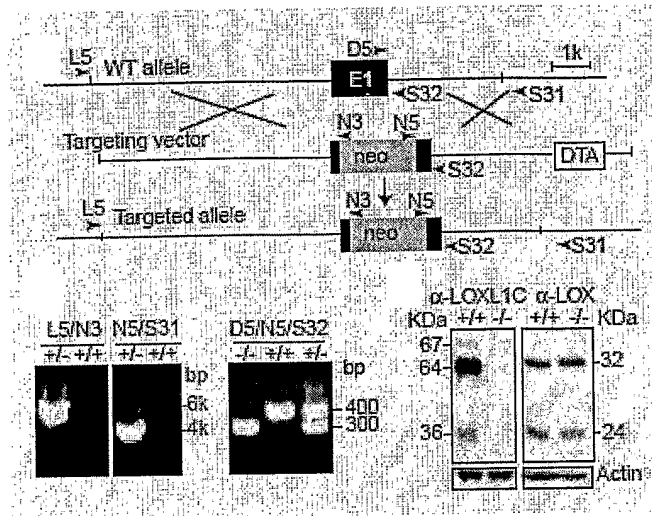 L5 D5 1k
WT allele E1
S32 S31
N3 N5
Targeting vector neo DTA
S32
L5 N3 N5
Targeted allele neo
S32 S31
L5/N3 N5/S31 D5/N5/S32 α-LOXL1C α-LOX
+/- +/+ +/- +/+ -/- +/+ +/- KDa +/+ -/- +/+ -/- KDa
bp 67
6k bp 64 32
4k 400
300 36 24
Actin